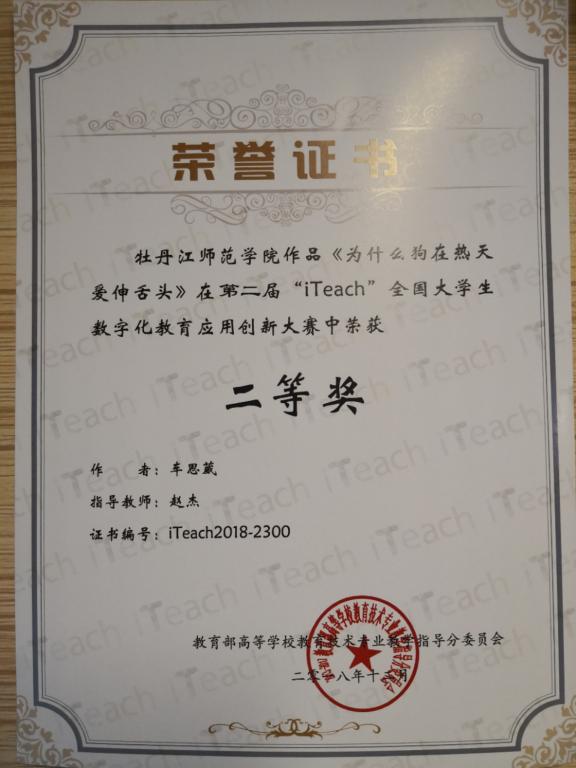 荣誉证书
牡丹江师范学院作品《为什么狗在热天
爱伸舌头》在第二届“iTeach”全国大学生
数字化教育应用创新大赛中荣获
二等奖
作 者：车思葳
指导教师：赵杰
证书编号：iTeach2018-2300
教育部高等学校教育技术专业教学指导分委员会
二零一八年十二月